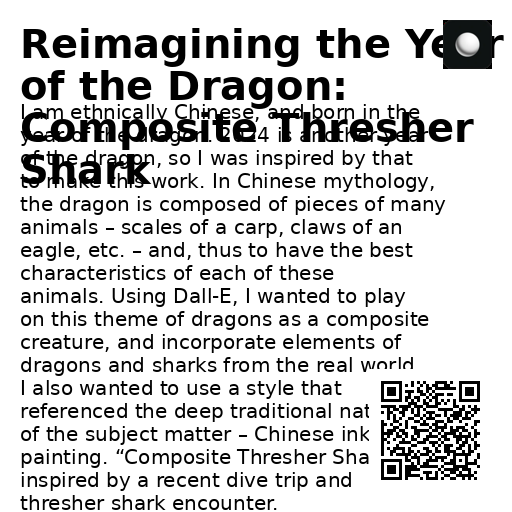 Reimagining the Year
of the Dragon:
Composite Thresher
Shark
I am ethnically Chinese, and born in the
year of the dragon. 2024 is another year
of the dragon, so I was inspired by that
to make this work. In Chinese mythology,
the dragon is composed of pieces of many
animals – scales of a carp, claws of an
eagle, etc. – and, thus to have the best
characteristics of each of these
animals. Using Dall-E, I wanted to play
on this theme of dragons as a composite
creature, and incorporate elements of
dragons and sharks from the real world.
I also wanted to use a style that
referenced the deep traditional nat
of the subject matter – Chinese ink
painting. “Composite Thresher Sha
inspired by a recent dive trip and
thresher shark encounter.